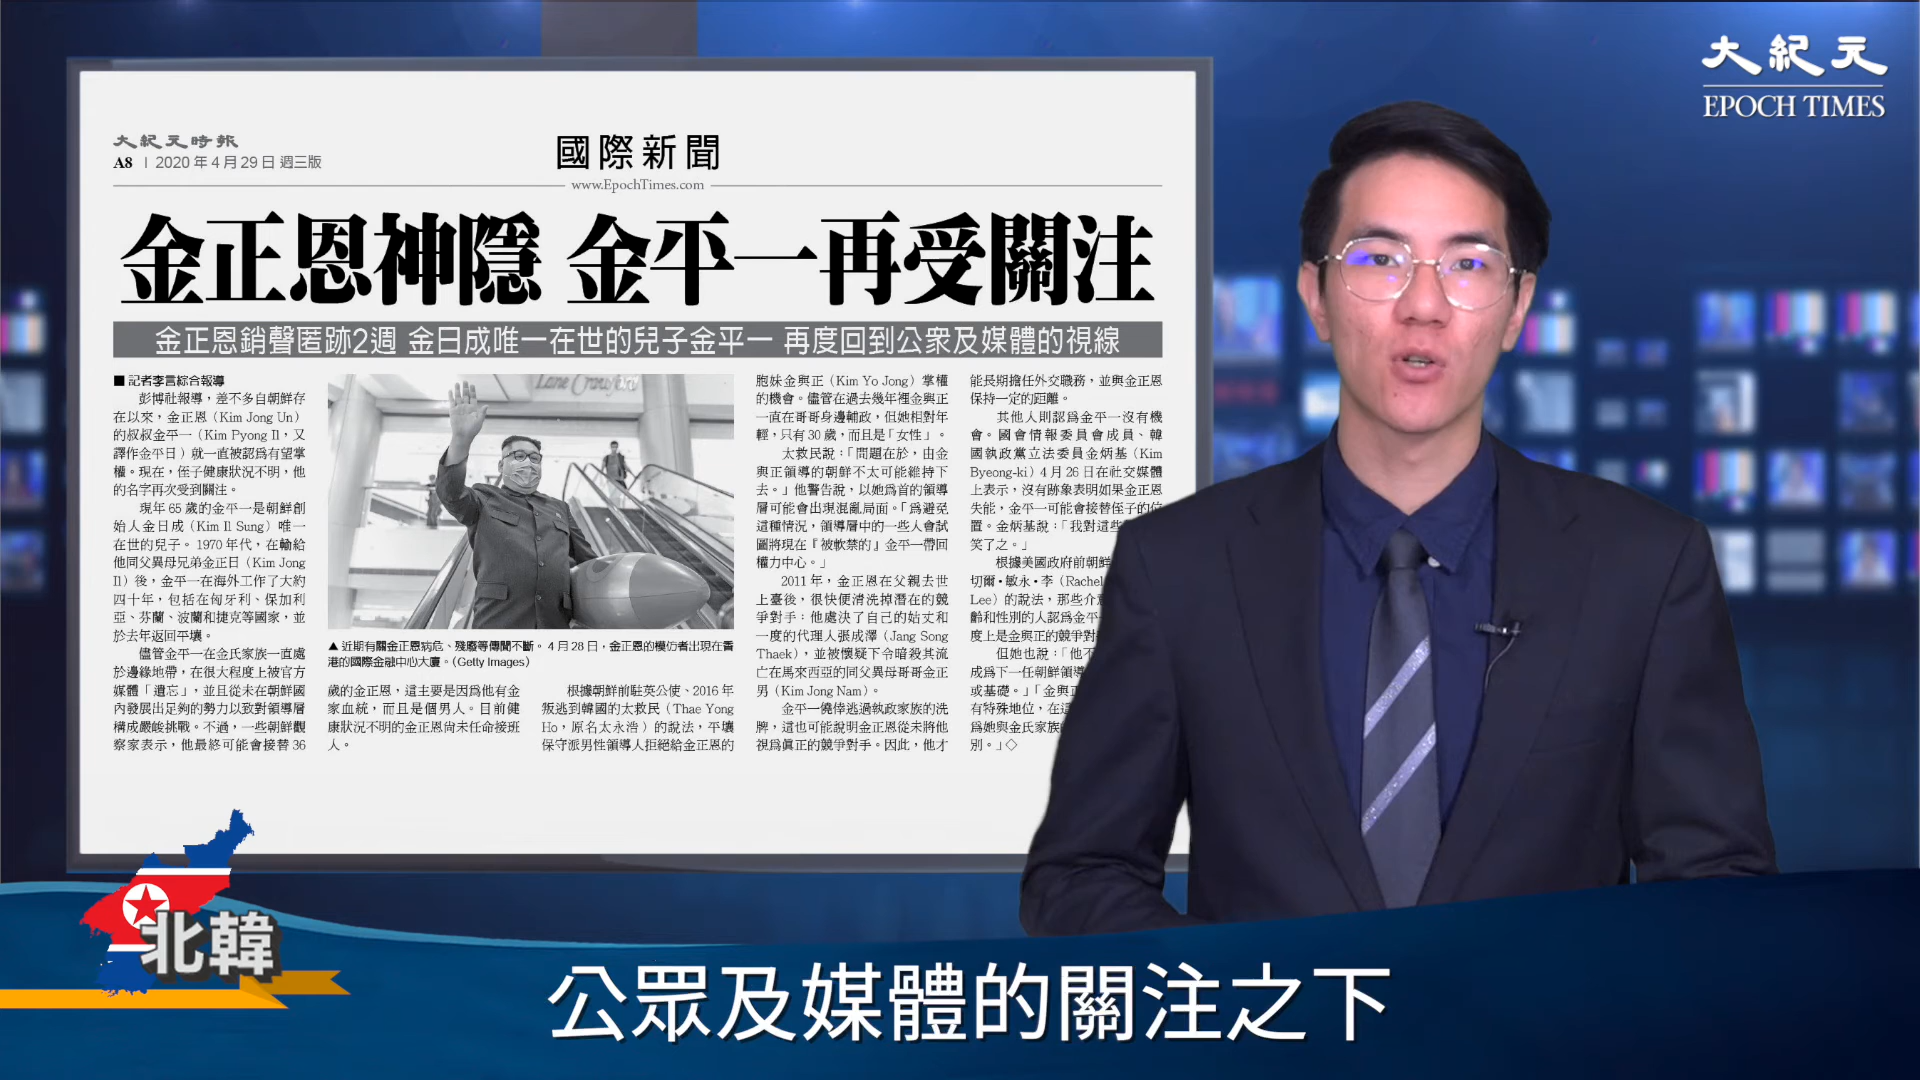 大紀元
EPOCH TIMES
大紀元時報
A8 | 2020 年 4 月 29 日 週三版
國際新聞
www.EpochTimes.com
金正恩神隱 金平一再受關注
金正恩銷聲匿跡2週 金日成唯一在世的兒子金平一 再度回到公衆及媒體的視線
■ 記者李言綜合報導
彭博社報導，差不多自朝鮮存
在以來，金正恩（Kim Jong Un）
的叔叔金平一（Kim Pyong Il，又
譯作金平日）就一直被認爲有望掌
權。現在，侄子健康狀況不明，他
的名字再次受到關注。
現年 65 歲的金平一是朝鮮創
始人金日成（Kim Il Sung）唯一
在世的兒子。1970 年代，在輸給
他同父異母兄弟金正日（Kim Jong
Il）後，金平一在海外工作了大約
四十年，包括在匈牙利、保加利
亞、芬蘭、波蘭和捷克等國家，並
於去年返回平壤。
儘管金平一在金氏家族一直處
於邊緣地帶，在很大程度上被官方
媒體「遺忘」，並且從未在朝鮮國
內發展出足夠的勢力以致對領導層
構成嚴峻挑戰。不過，一些朝鮮觀
察家表示，他最終可能會接替 36
Lane Crawford
▲ 近期有關金正恩病危、殘廢等傳聞不斷。4 月 28 日，金正恩的模仿者出現在香
港的國際金融中心大廈。（Getty Images）
歲的金正恩，這主要是因爲他有金
家血統，而且是個男人。目前健
康狀況不明的金正恩尚未任命接班
人。
根據朝鮮前駐英公使、2016 年
叛逃到韓國的太救民（Thae Yong
Ho，原名太永浩）的說法，平壤
保守派男性領導人拒絕給金正恩的
胞妹金與正（Kim Yo Jong）掌權
的機會。儘管在過去幾年裡金與正
一直在哥哥身邊輔政，但她相對年
輕，只有 30 歲，而且是「女性」。
太救民說：「問題在於，由金
與正領導的朝鮮不太可能維持下
去。」他警告說，以她爲首的領導
層可能會出現混亂局面。「爲避免
這種情況，領導層中的一些人會試
圖將現在『被軟禁的』金平一帶回
權力中心。」
2011 年，金正恩在父親去世
上臺後，很快便清洗掉潛在的競
爭對手：他處決了自己的姑丈和
一度的代理人張成澤（Jang Song
Thaek），並被懷疑下令暗殺其流
亡在馬來西亞的同父異母哥哥金正
男（Kim Jong Nam）。
金平一僥倖逃過執政家族的洗
牌，這也可能說明金正恩從未將他
視爲眞正的競爭對手。因此，他才
能長期擔任外交職務，並與金正恩
保持一定的距離。
其他人則認爲金平一沒有機
會。國會情報委員會成員、韓
國執政黨立法委員金炳基（Kim
Byeong-ki）4 月 26 日在社交媒體
上表示，沒有跡象表明如果金正恩
失能，金平一可能會接替侄子的位
置。金炳基說：「我對這些
笑了之。」
根據美國政府前朝鮮
切爾•敏永•李（Rachel
Lee）的說法，那些介意
齡和性別的人認爲金平
度上是金與正的競爭對
但她也說：「他不
成爲下一任朝鮮領導
或基礎。」「金與正
有特殊地位，在這
爲她與金氏家族
別。」◇
北韓
公眾及媒體的關注之下